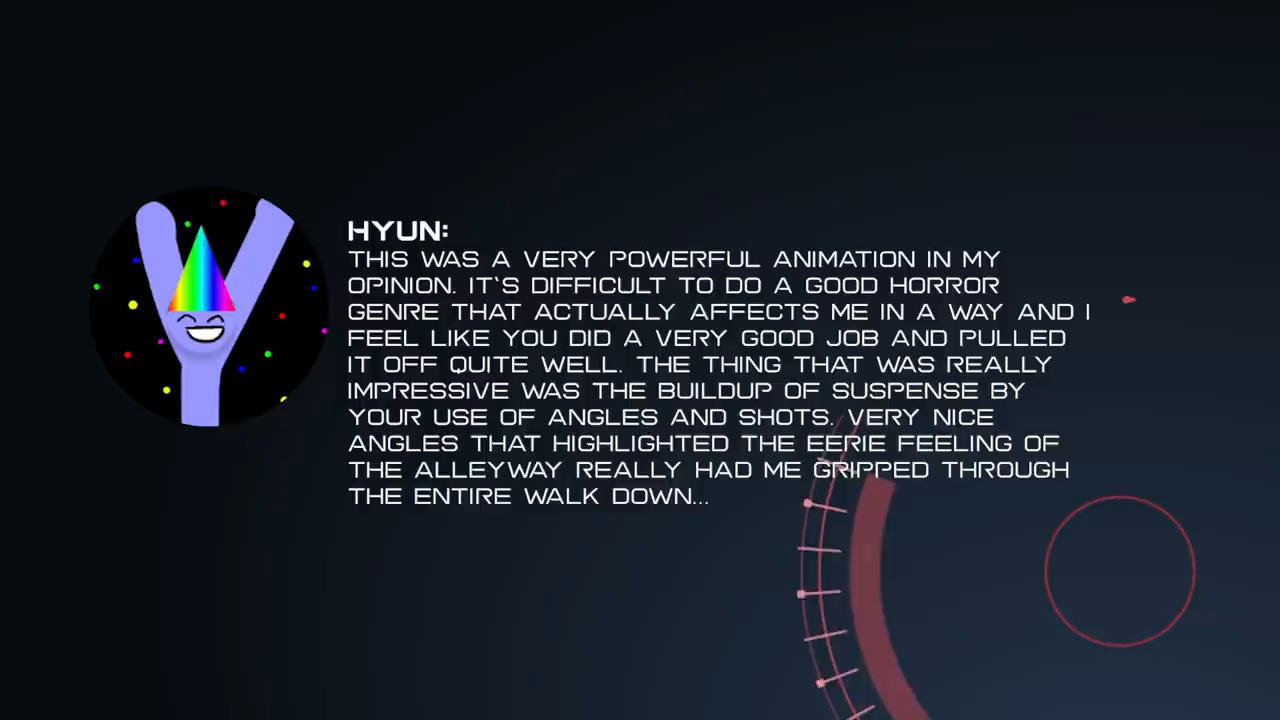 HYUN:
THIS WAS A VERY POWERFUL ANIMATION IN MY
OPINION. IT`S DIFFICULT TO DO A GOOD HORROR
GENRE THAT ACTUALLY AFFECTS ME IN A WAY AND I
FEEL LIKE YOU DID A VERY GOOD JOB AND PULLED
IT OFF QUITE WELL. THE THING THAT WAS REALLY
IMPRESSIVE WAS THE BUILDUP OF SUSPENSE BY
YOUR USE OF ANGLES AND SHOTS. VERY NICE
ANGLES THAT HIGHLIGHTED THE EERIE FEELING OF
THE ALLEYWAY REALLY HAD ME GRIPPED THROUGH
THE ENTIRE WALK DOWN...